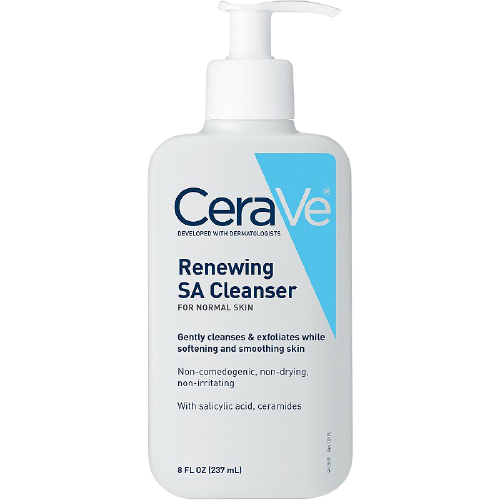 CeraVe®
DEVELOPED WITH DERMATOLOGISTS
Renewing
SA Cleanser
FOR NORMAL SKIN
Gently cleanses & exfoliates while
softening and smoothing skin
Non-comedogenic, non-drying,
non-irritating
With salicylic acid, ceramides
8 FL OZ (237 mL)